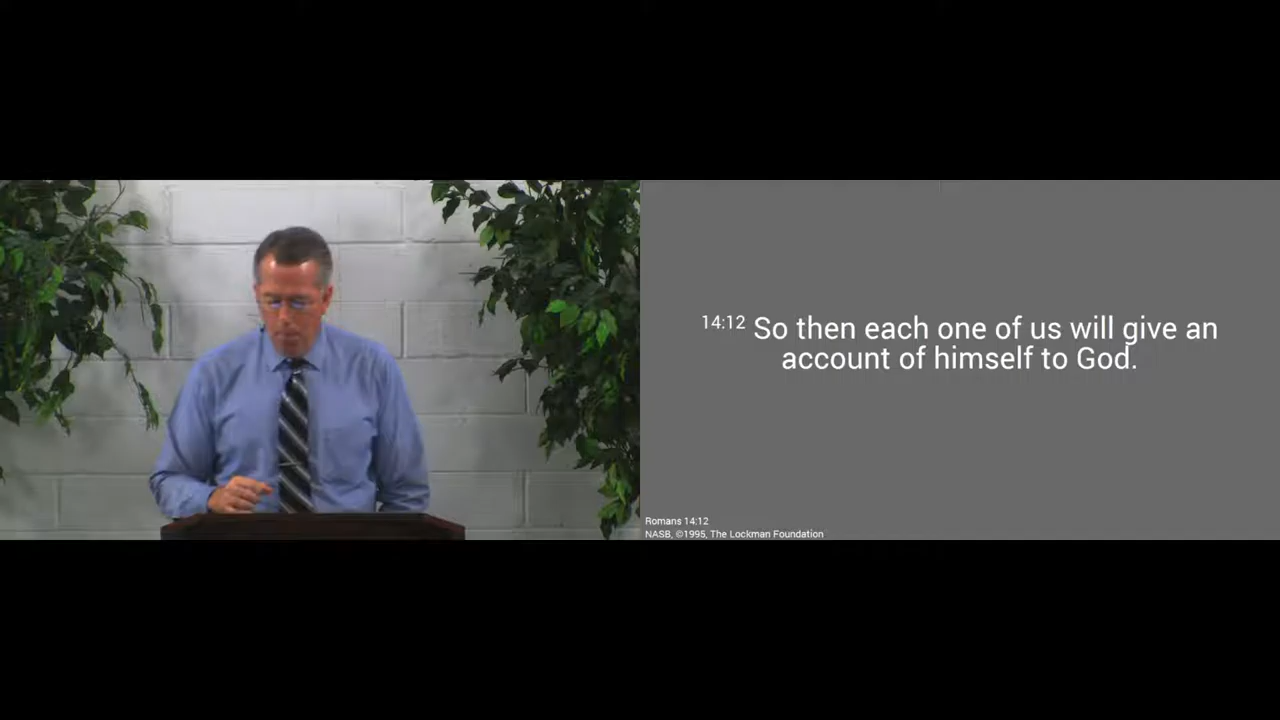 14:12 So then each one of us will give an
account of himself to God.
Romans 14:12
NASB, ©1995, The Lockman Foundation